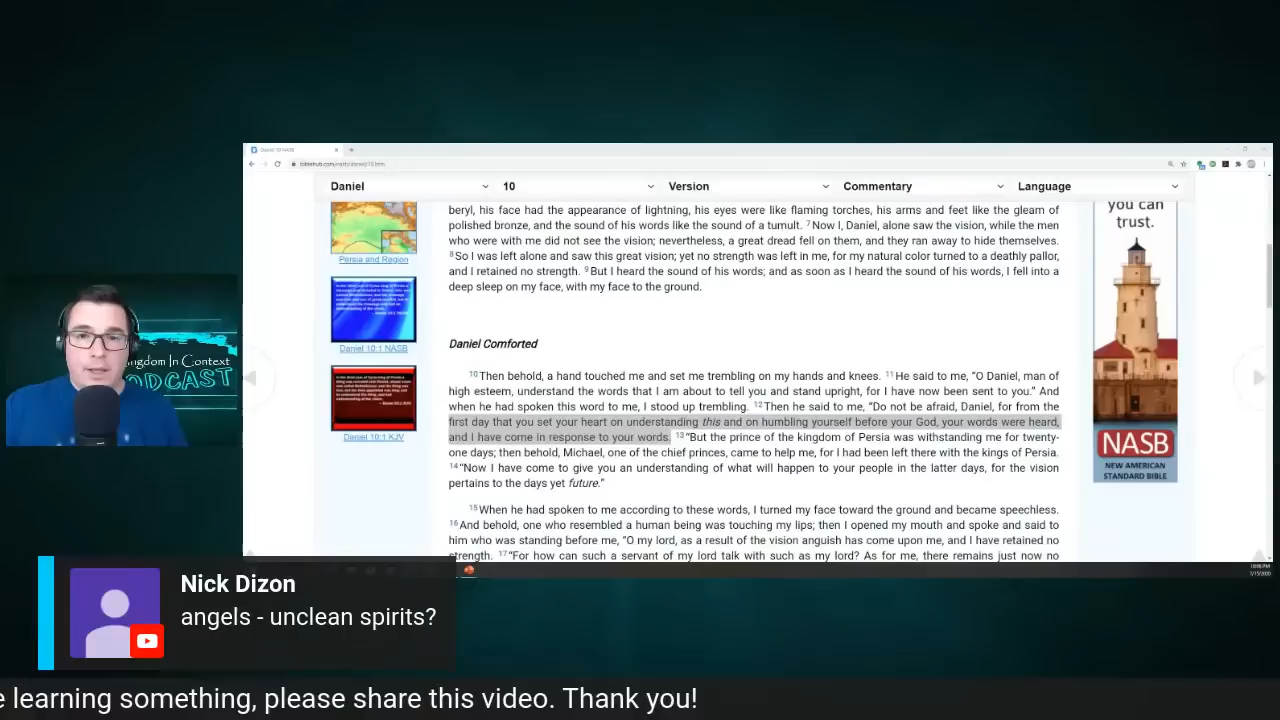 Daniel 10 NASB
biblehub.com/nasb/daniel/10.htm
Daniel 10 Version Commentary Language
beryl, his face had the appearance of lightning, his eyes were like flaming torches, his arms and feet like the gleam of
polished bronze, and the sound of his words like the sound of a tumult. 7Now I, Daniel, alone saw the vision, while the men
who were with me did not see the vision; nevertheless, a great dread fell on them, and they ran away to hide themselves.
8So I was left alone and saw this great vision; yet no strength was left in me, for my natural color turned to a deathly pallor,
and I retained no strength. 9But I heard the sound of his words; and as soon as I heard the sound of his words, I fell into a
deep sleep on my face, with my face to the ground.
Daniel Comforted
10Then behold, a hand touched me and set me trembling on my hands and knees. 11He said to me, “O Daniel, man of
high esteem, understand the words that I am about to tell you and stand upright, for I have now been sent to you.” And
when he had spoken this word to me, I stood up trembling. 12Then he said to me, “Do not be afraid, Daniel, for from the
first day that you set your heart on understanding this and on humbling yourself before your God, your words were heard,
and I have come in response to your words. 13“But the prince of the kingdom of Persia was withstanding me for twenty-
one days; then behold, Michael, one of the chief princes, came to help me, for I had been left there with the kings of Persia.
14“Now I have come to give you an understanding of what will happen to your people in the latter days, for the vision
pertains to the days yet future.”
15When he had spoken to me according to these words, I turned my face toward the ground and became speechless.
16And behold, one who resembled a human being was touching my lips; then I opened my mouth and spoke and said to
him who was standing before me, “O my lord, as a result of the vision anguish has come upon me, and I have retained no
strength. 17“For how can such a servant of my lord talk with such as my lord? As for me, there remains just now no
Persia and Region
Daniel 10:1 NASB
Daniel 10:1 KJV
you can
trust.
NASB
NEW AMERICAN
STANDARD BIBLE
ingdom In Context
PODCAST
Nick Dizon
angels - unclean spirits?
e learning something, please share this video. Thank you!